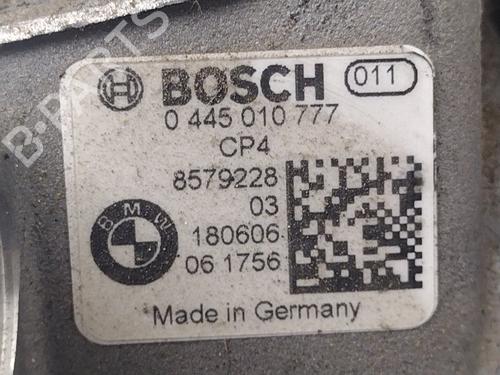 BOSCH 011
0 445 010 777
CP4
8579228
03
BMW
180606
06 1756
Made in Germany
B-PARTS